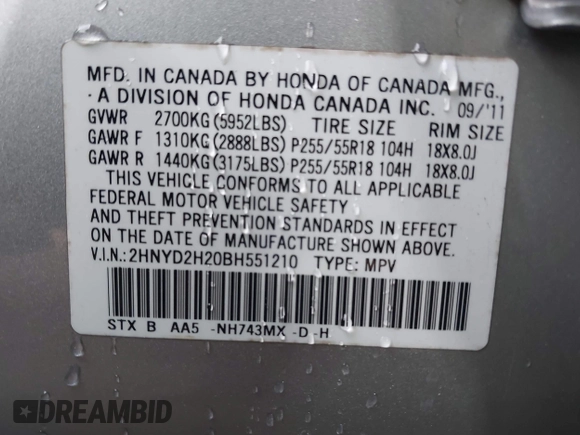 MFD. IN CANADA BY HONDA OF CANADA MFG.,
A DIVISION OF HONDA CANADA INC. 09/'11
GVWR 2700KG(5952LBS) TIRE SIZE RIM SIZE
GAWR F 1310KG(2888LBS) P255/55R18 104H 18X8.0J
GAWR R 1440KG(3175LBS) P255/55R18 104H 18X8.0J
THIS VEHICLE CONFORMS TO ALL APPLICABLE
FEDERAL MOTOR VEHICLE SAFETY
AND THEFT PREVENTION STANDARDS IN EFFECT
ON THE DATE OF MANUFACTURE SHOWN ABOVE.
V.I.N.: 2HNYD2H20BH551210 TYPE: MPV
STX B AA5 -NH743MX -D -H
DREAMBID